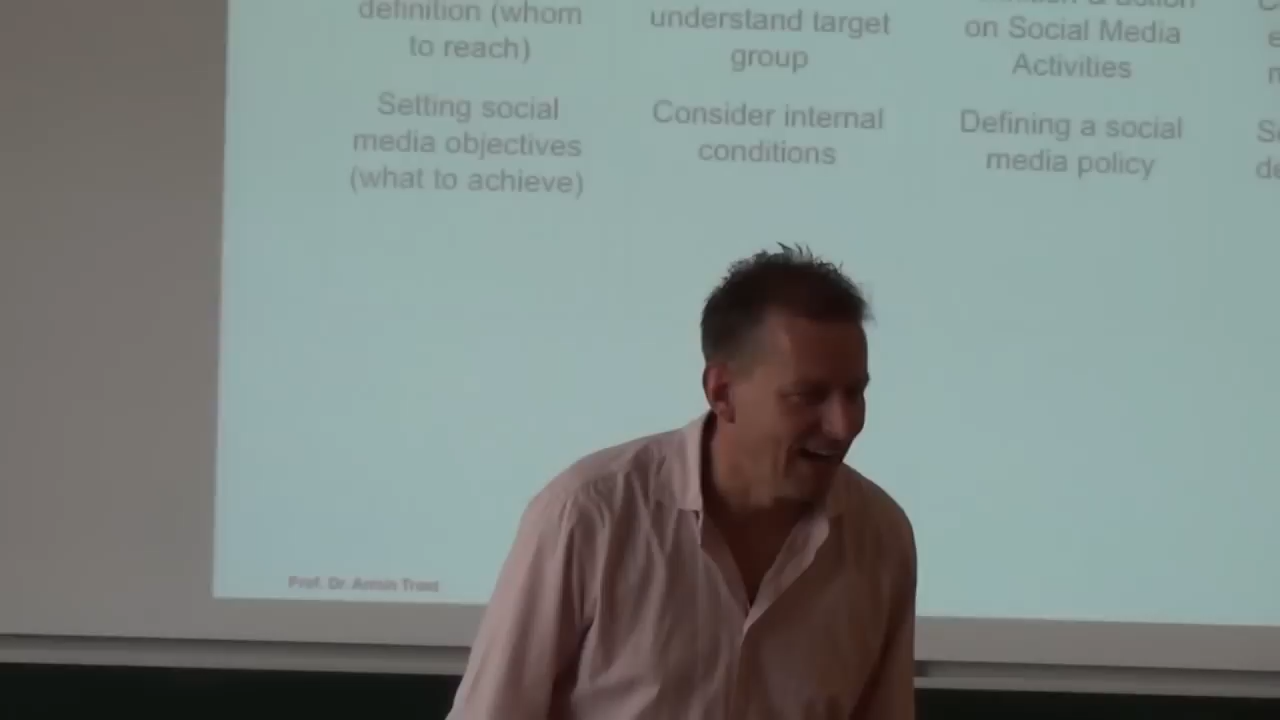 definition (whom
to reach)
Setting social
media objectives
(what to achieve)
understand target
group
Consider internal
conditions
on Social Media
Activities
Defining a social
media policy
Prof. Dr. Armin Trost